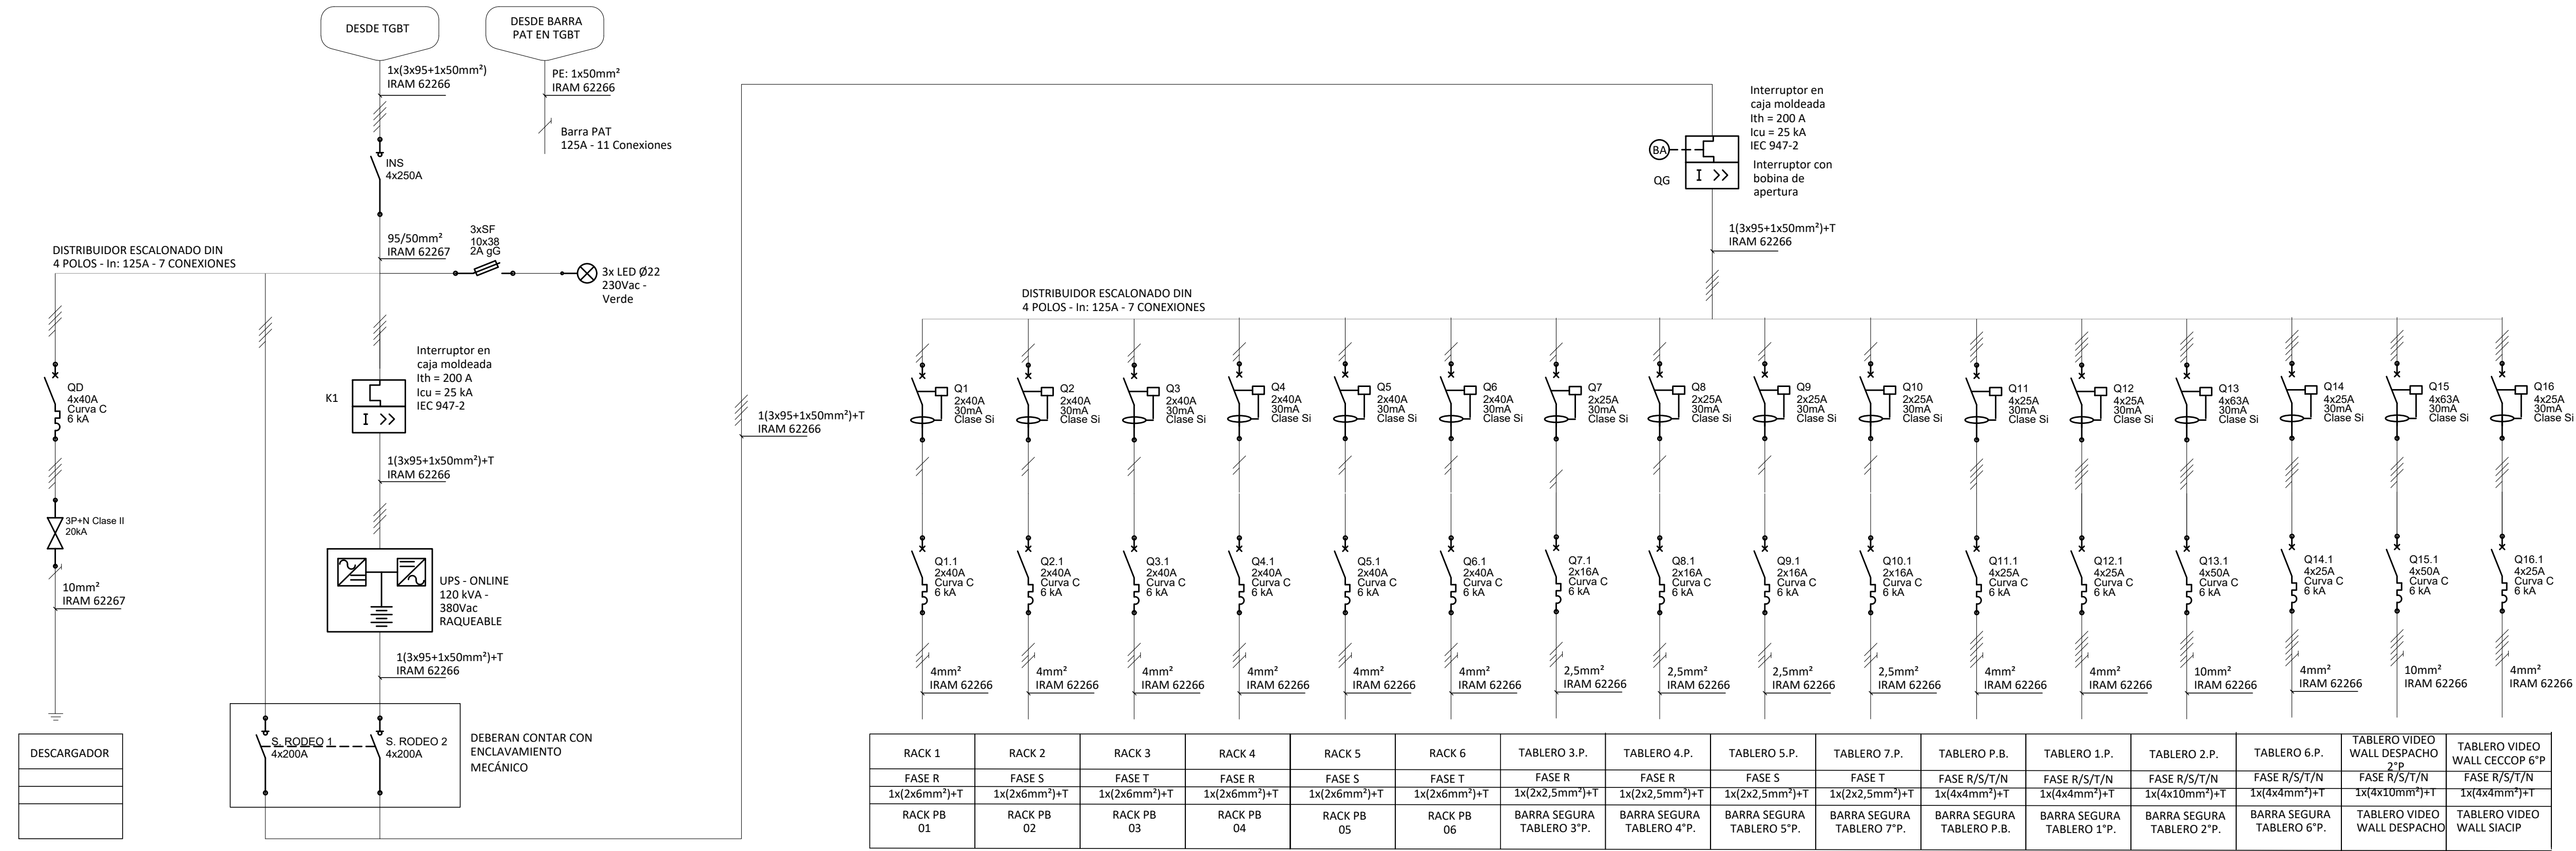 DESDE TGBT
DESDE BARRA
PAT EN TGBT
1x(3x95+1x50mm²)
IRAM 62266
PE: 1x50mm²
IRAM 62266
Barra PAT
125A - 11 Conexiones
INS
4x250A
95/50mm²
IRAM 62267
3xSF
10x38
2A gG
3x LED Ø22
230Vac -
Verde
DISTRIBUIDOR ESCALONADO DIN
4 POLOS - In: 125A - 7 CONEXIONES
QD
4x40A
Curva C
6 kA
3P+N Clase II
20kA
10mm²
IRAM 62267
DESCARGADOR
K1
Interruptor en
caja moldeada
Ith = 200 A
Icu = 25 kA
IEC 947-2
I >>
1(3x95+1x50mm²)+T
IRAM 62266
UPS - ONLINE
120 kVA -
380Vac
RAQUEABLE
1(3x95+1x50mm²)+T
IRAM 62266
S. RODEO 1
4x200A
S. RODEO 2
4x200A
DEBERAN CONTAR CON
ENCLAVAMIENTO
MECÁNICO
1(3x95+1x50mm²)+T
IRAM 62266
Interruptor en
caja moldeada
Ith = 200 A
Icu = 25 kA
IEC 947-2
Interruptor con
bobina de
apertura
BA
QG
I >>
1(3x95+1x50mm²)+T
IRAM 62266
DISTRIBUIDOR ESCALONADO DIN
4 POLOS - In: 125A - 7 CONEXIONES
Q1
2x40A
30mA
Clase Si
Q2
2x40A
30mA
Clase Si
Q3
2x40A
30mA
Clase Si
Q4
2x40A
30mA
Clase Si
Q5
2x40A
30mA
Clase Si
Q6
2x40A
30mA
Clase Si
Q7
2x25A
30mA
Clase Si
Q8
2x25A
30mA
Clase Si
Q9
2x25A
30mA
Clase Si
Q10
2x25A
30mA
Clase Si
Q11
4x25A
30mA
Clase Si
Q12
4x25A
30mA
Clase Si
Q13
4x63A
30mA
Clase Si
Q14
4x25A
30mA
Clase Si
Q15
4x63A
30mA
Clase Si
Q16
4x25A
30mA
Clase Si
Q1.1
2x40A
Curva C
6 kA
Q2.1
2x40A
Curva C
6 kA
Q3.1
2x40A
Curva C
6 kA
Q4.1
2x40A
Curva C
6 kA
Q5.1
2x40A
Curva C
6 kA
Q6.1
2x40A
Curva C
6 kA
Q7.1
2x16A
Curva C
6 kA
Q8.1
2x16A
Curva C
6 kA
Q9.1
2x16A
Curva C
6 kA
Q10.1
2x16A
Curva C
6 kA
Q11.1
4x25A
Curva C
6 kA
Q12.1
4x25A
Curva C
6 kA
Q13.1
4x50A
Curva C
6 kA
Q14.1
4x25A
Curva C
6 kA
Q15.1
4x50A
Curva C
6 kA
Q16.1
4x25A
Curva C
6 kA
4mm²
IRAM 62266
4mm²
IRAM 62266
4mm²
IRAM 62266
4mm²
IRAM 62266
4mm²
IRAM 62266
4mm²
IRAM 62266
2,5mm²
IRAM 62266
2,5mm²
IRAM 62266
2,5mm²
IRAM 62266
2,5mm²
IRAM 62266
4mm²
IRAM 62266
4mm²
IRAM 62266
10mm²
IRAM 62266
4mm²
IRAM 62266
10mm²
IRAM 62266
4mm²
IRAM 62266
RACK 1
FASE R
1x(2x6mm²)+T
RACK PB
01
RACK 2
FASE S
1x(2x6mm²)+T
RACK PB
02
RACK 3
FASE T
1x(2x6mm²)+T
RACK PB
03
RACK 4
FASE R
1x(2x6mm²)+T
RACK PB
04
RACK 5
FASE S
1x(2x6mm²)+T
RACK PB
05
RACK 6
FASE T
1x(2x6mm²)+T
RACK PB
06
TABLERO 3.P.
FASE R
1x(2x2,5mm²)+T
BARRA SEGURA
TABLERO 3°P.
TABLERO 4.P.
FASE R
1x(2x2,5mm²)+T
BARRA SEGURA
TABLERO 4°P.
TABLERO 5.P.
FASE S
1x(2x2,5mm²)+T
BARRA SEGURA
TABLERO 5°P.
TABLERO 7.P.
FASE T
1x(2x2,5mm²)+T
BARRA SEGURA
TABLERO 7°P.
TABLERO P.B.
FASE R/S/T/N
1x(4x4mm²)+T
BARRA SEGURA
TABLERO P.B.
TABLERO 1.P.
FASE R/S/T/N
1x(4x4mm²)+T
BARRA SEGURA
TABLERO 1°P.
TABLERO 2.P.
FASE R/S/T/N
1x(4x10mm²)+T
BARRA SEGURA
TABLERO 2°P.
TABLERO 6.P.
FASE R/S/T/N
1x(4x4mm²)+T
BARRA SEGURA
TABLERO 6°P.
TABLERO VIDEO
WALL DESPACHO
2°P
FASE R/S/T/N
1x(4x10mm²)+T
TABLERO VIDEO
WALL DESPACHO
TABLERO VIDEO
WALL CECCOP 6°P
FASE R/S/T/N
1x(4x4mm²)+T
TABLERO VIDEO
WALL SIACIP